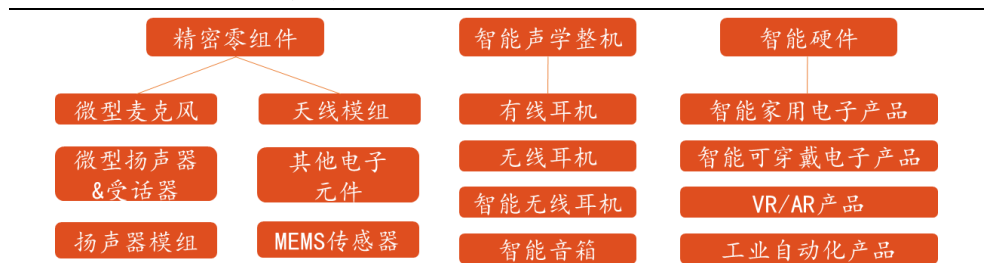 精密零组件
智能声学整机
智能硬件
微型麦克风
天线模组
有线耳机
智能家用电子产品
微型扬声器
&受话器
其他电子
元件
无线耳机
智能可穿戴电子产品
智能无线耳机
VR/AR产品
扬声器模组
MEMS传感器
智能音箱
工业自动化产品